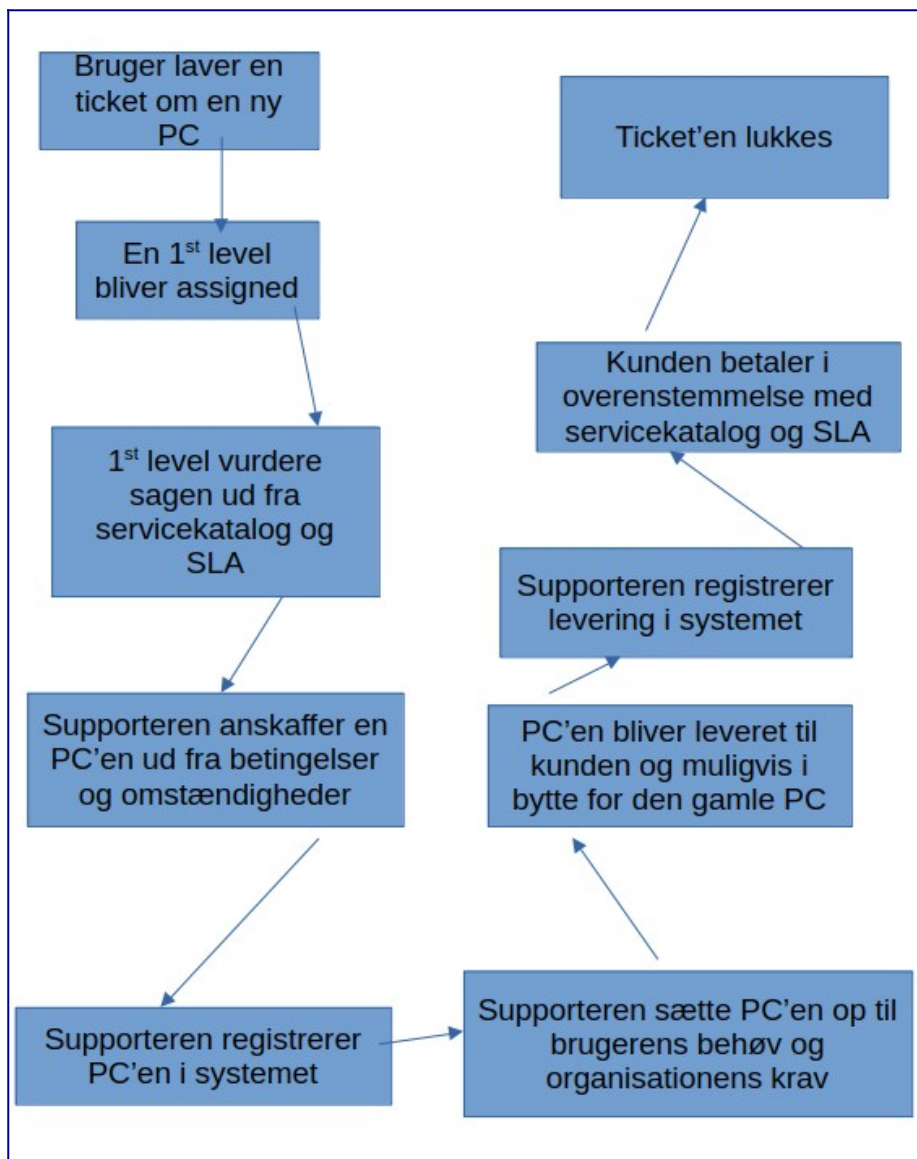 Bruger laver en
ticket om en ny
PC
En 1st level
bliver assigned
1st level vurdere
sagen ud fra
servicekatalog og
SLA
Supporteren anskaffer en
PC’en ud fra betingelser
og omstændigheder
Supporteren registrerer
PC’en i systemet
Supporteren sætte PC’en op til
brugerens behøv og
organisationens krav
PC’en bliver leveret til
kunden og muligvis i
bytte for den gamle PC
Supporteren registrerer
levering i systemet
Kunden betaler i
overenstemmelse med
servicekatalog og SLA
Ticket’en lukkes